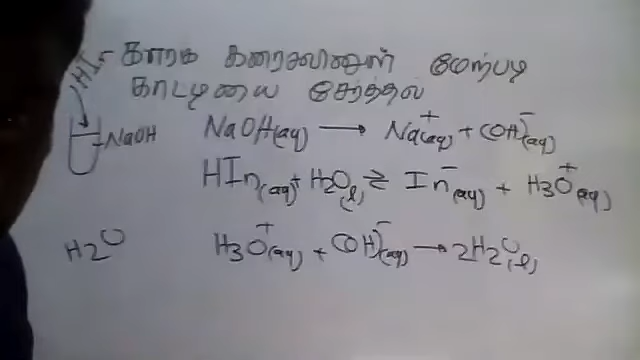 HIn காரக கரைசலினுள் மேற்படி
காட்டியை சேர்த்தல்
NaOH NaOH(aq) → Na⁺(aq) + (OH)⁻(aq)
HIn(aq) + H2O(l) ⇌ In⁻(aq) + H3O⁺(aq)
H2O H3O⁺(aq) + (OH)⁻(aq) → 2H2O(l)